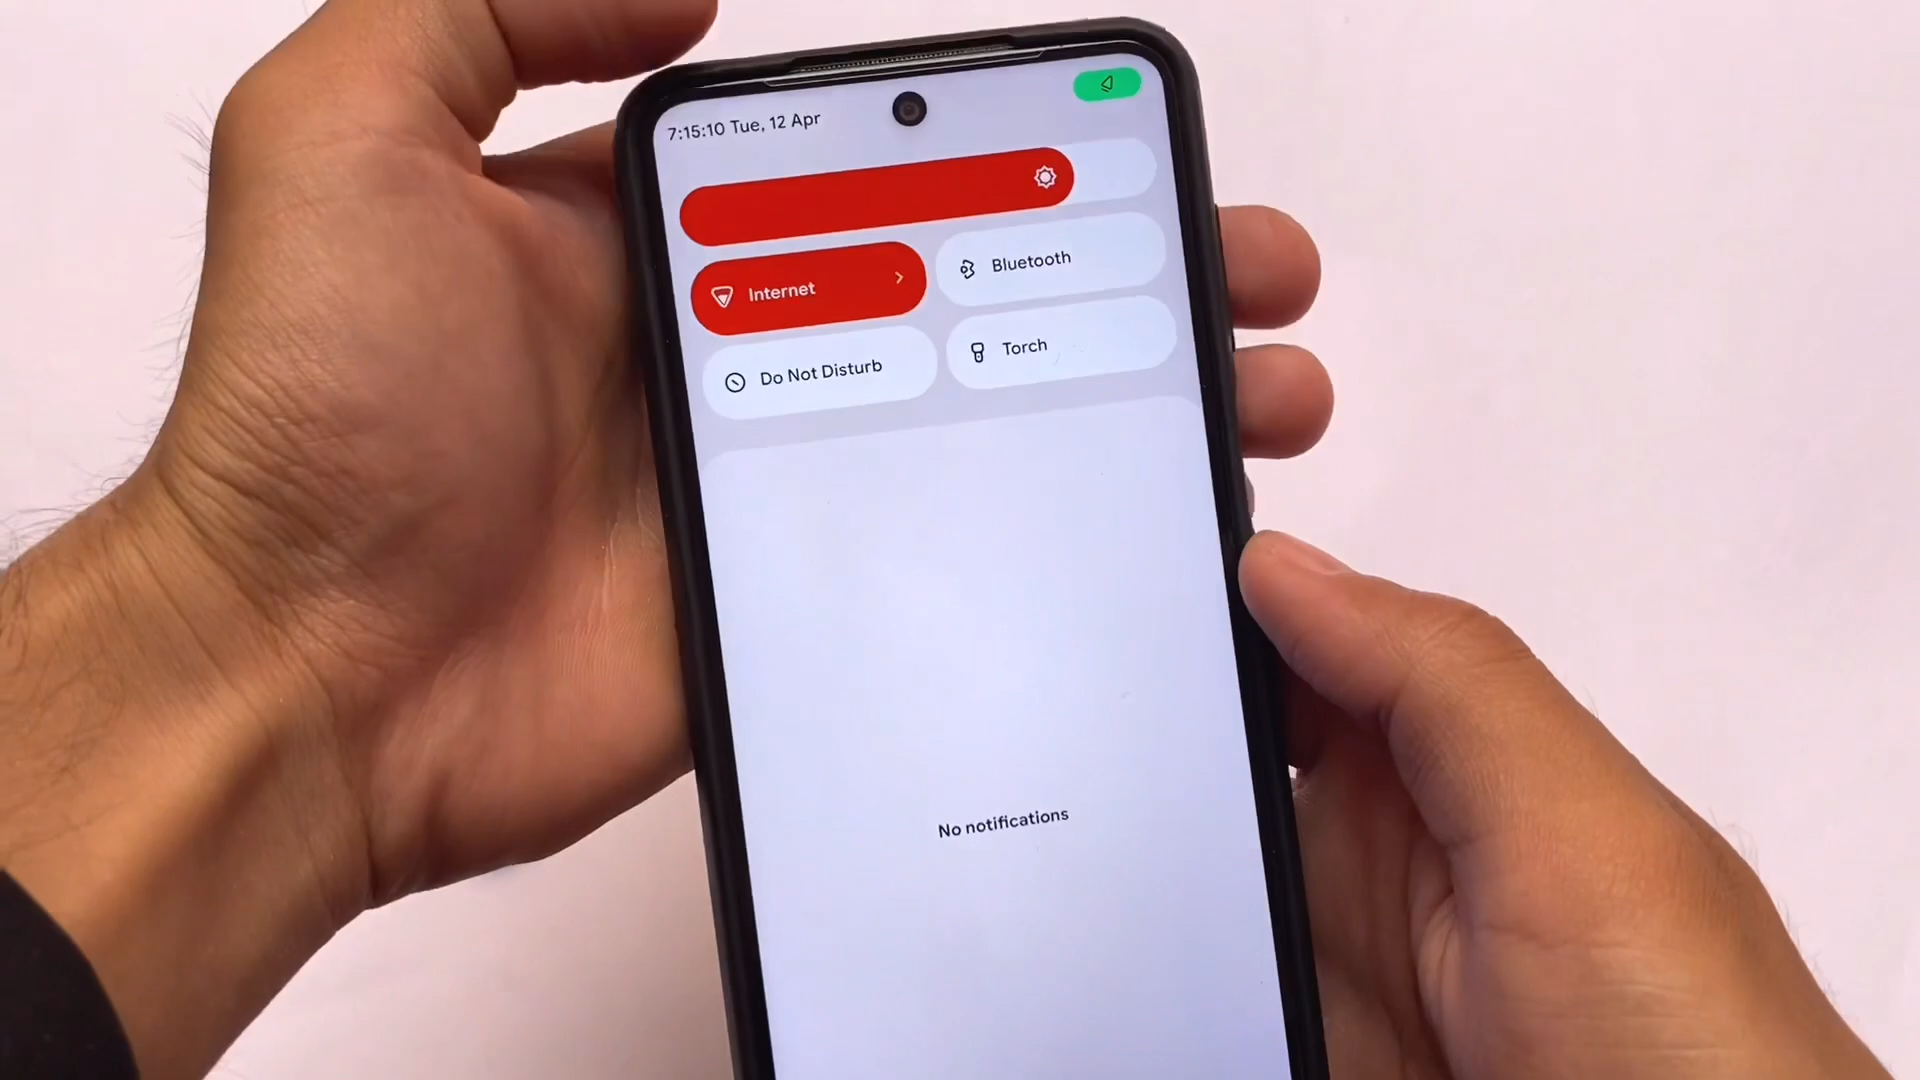 7:15:10 Tue, 12 Apr
Internet
Bluetooth
Do Not Disturb
Torch
No notifications